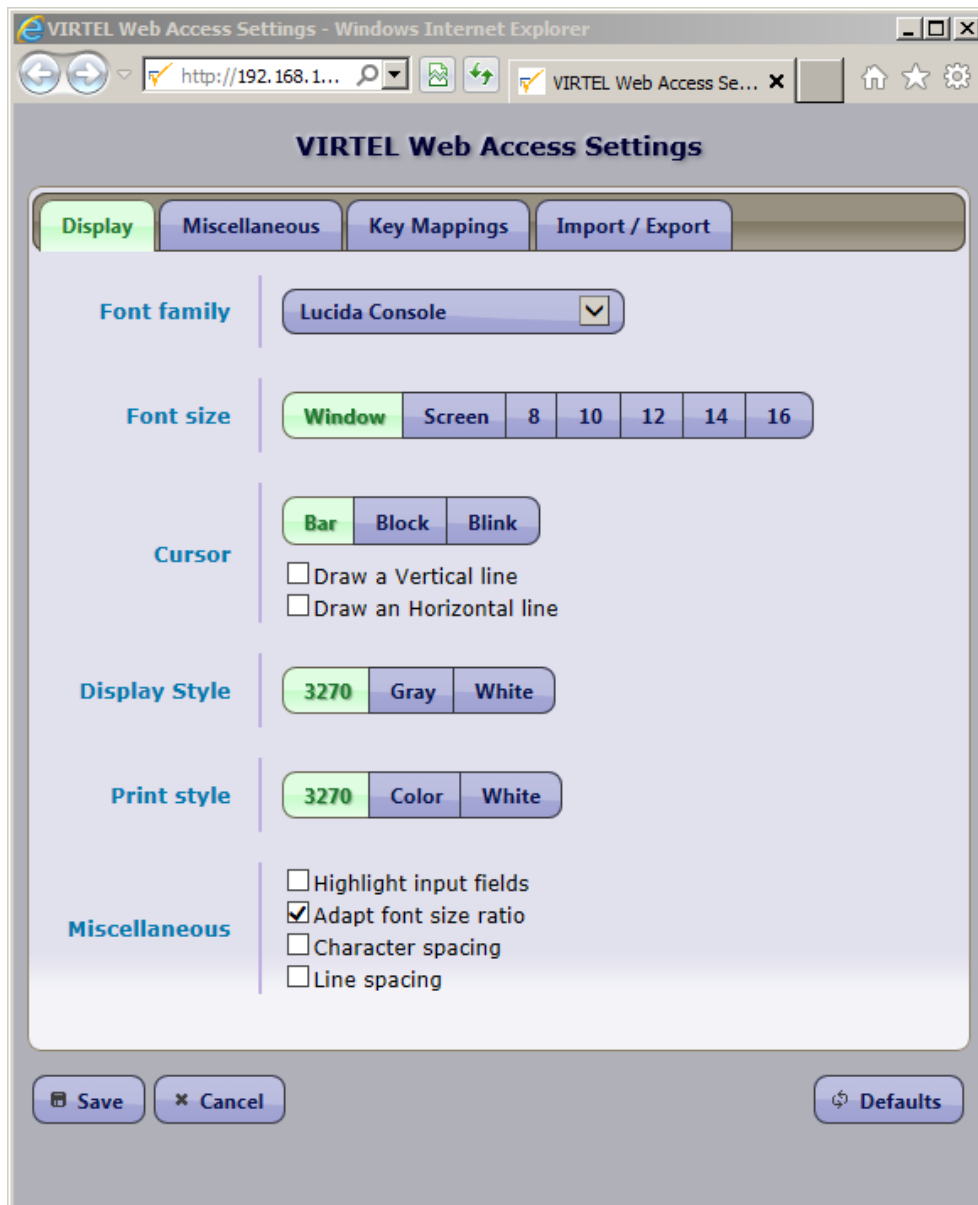 VIRTEL Web Access Settings - Windows Internet Explorer
http://192.168.1... VIRTEL Web Access Se...
VIRTEL Web Access Settings
Display Miscellaneous Key Mappings Import / Export
Font family Lucida Console
Font size Window Screen 8 10 12 14 16
Bar Block Blink
Cursor
Draw a Vertical line
Draw an Horizontal line
Display Style 3270 Gray White
Print style 3270 Color White
Highlight input fields
Adapt font size ratio
Miscellaneous
Character spacing
Line spacing
Save Cancel Defaults